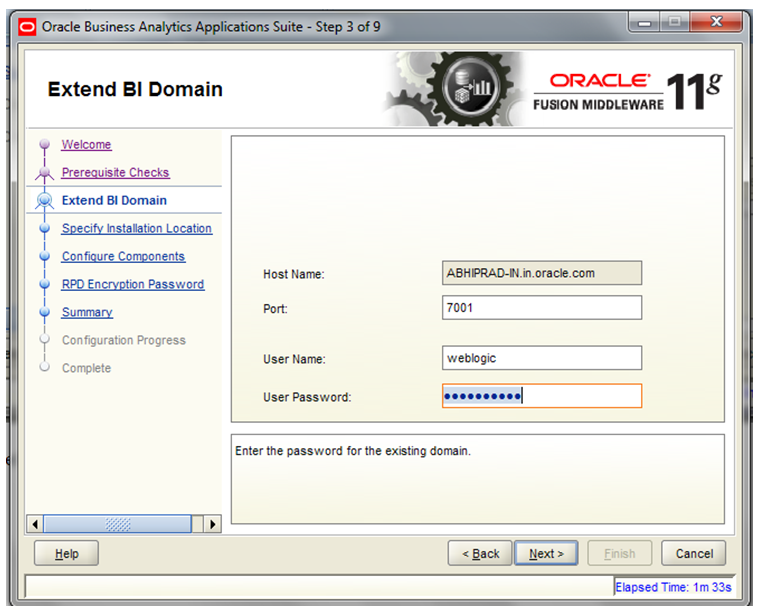 Oracle Business Analytics Applications Suite - Step 3 of 9
Extend BI Domain
ORACLE
FUSION MIDDLEWARE
11g
Welcome
Prerequisite Checks
Extend BI Domain
Specify Installation Location
Configure Components
RPD Encryption Password
Summary
Configuration Progress
Complete
Host Name: ABHIPRAD-IN.in.oracle.com
Port: 7001
User Name: weblogic
User Password: ●●●●●●●●●●
Enter the password for the existing domain.
Help < Back Next > Finish Cancel
Elapsed Time: 1m 33s